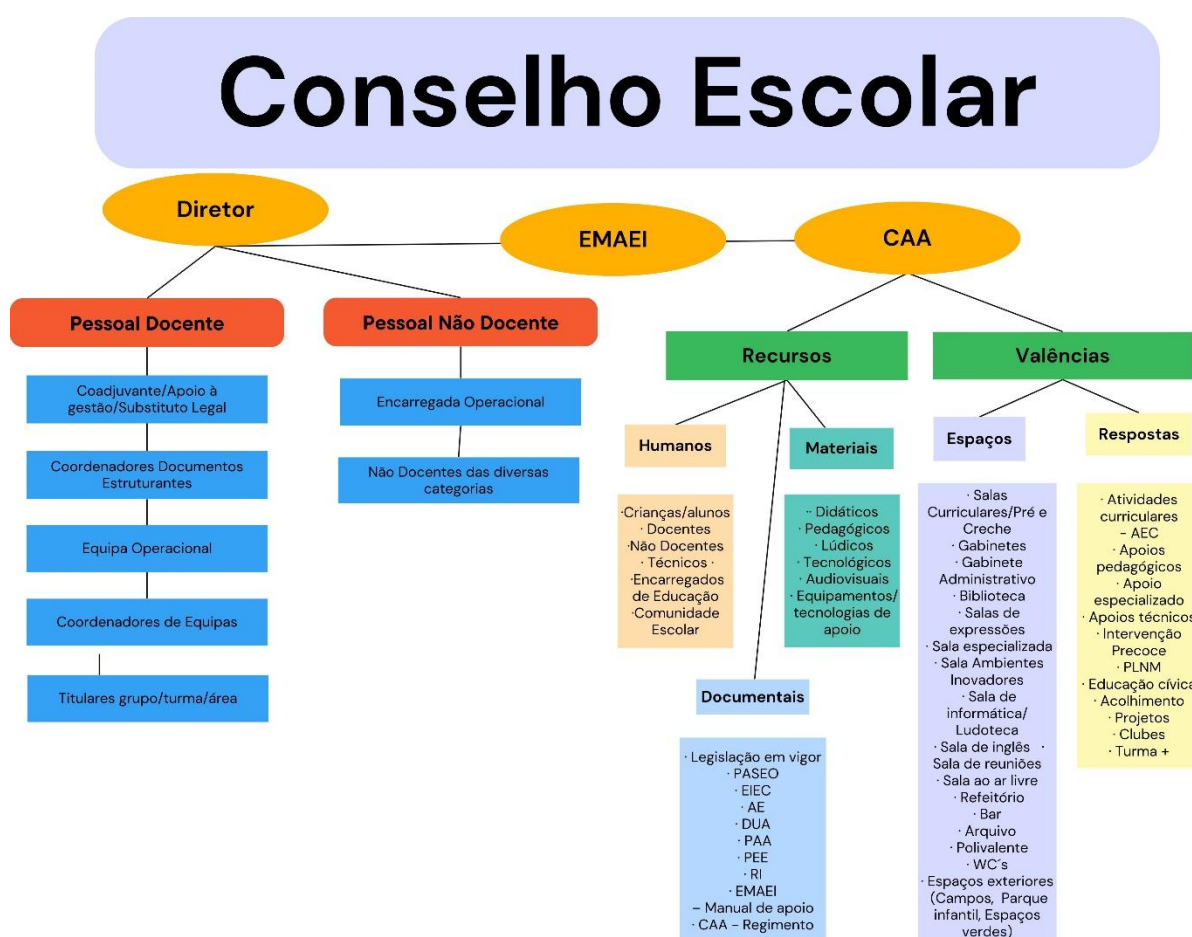 Conselho Escolar
Diretor
EMAEI
CAA
Pessoal Docente
Pessoal Não Docente
Recursos
Valências
Coadjuvante/Apoio à
gestão/Substituto Legal
Coordenadores Documentos
Estruturantes
Equipa Operacional
Coordenadores de Equipas
Titulares grupo/turma/área
Encarregada Operacional
Não Docentes das diversas
categorias
Humanos
·Crianças/alunos
· Docentes
·Não Docentes
· Técnicos ·
·Encarregados
de Educação
·Comunidade
Escolar
Materiais
·· Didáticos
· Pedagógicos
· Lúdicos
· Tecnológicos
· Audiovisuais
· Equipamentos/
tecnologias de
apoio
Documentais
· Legislação em vigor
· PASEO
· EIEC
· AE
· DUA
· PAA
· PEE
· RI
· EMAEI
– Manual de apoio
· CAA – Regimento
Espaços
· Salas
Curriculares/Pré e
Creche
· Gabinetes
· Gabinete
Administrativo
· Biblioteca
· Salas de
expressões
· Sala especializada
· Sala Ambientes
Inovadores
· Sala de
informática/
Ludoteca
· Sala de inglês ·
Sala de reuniões
· Sala ao ar livre
· Refeitório
· Bar
· Arquivo
· Polivalente
· WC´s
· Espaços exteriores
(Campos, Parque
infantil, Espaços
verdes)
Respostas
· Atividades
curriculares
– AEC
· Apoios
pedagógicos
· Apoio
especializado
· Apoios técnicos
· Intervenção
Precoce
· PLNM
· Educação cívica
· Acolhimento
· Projetos
· Clubes
· Turma +